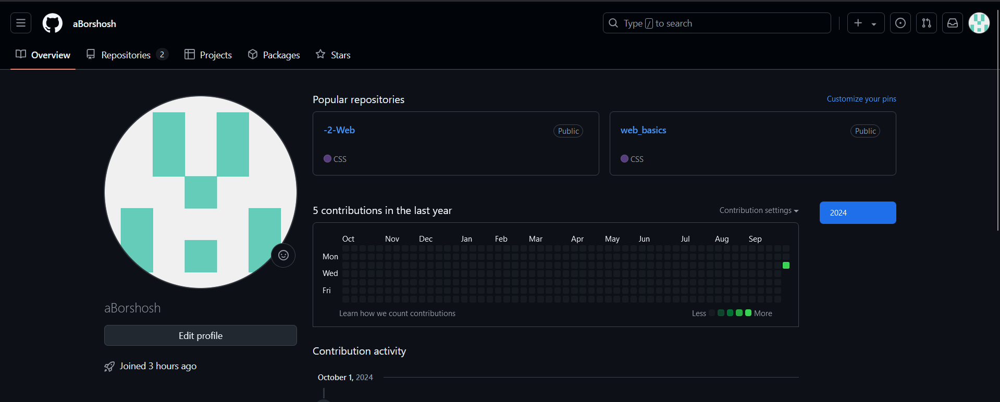 aBorshosh
Type / to search
Overview Repositories 2 Projects Packages Stars
Popular repositories
Customize your pins
-2-Web Public
CSS
web_basics Public
CSS
5 contributions in the last year
Contribution settings
2024
Oct Nov Dec Jan Feb Mar Apr May Jun Jul Aug Sep
Mon
Wed
Fri
Learn how we count contributions
Less More
aBorshosh
Edit profile
Joined 3 hours ago
Contribution activity
October 1, 2024